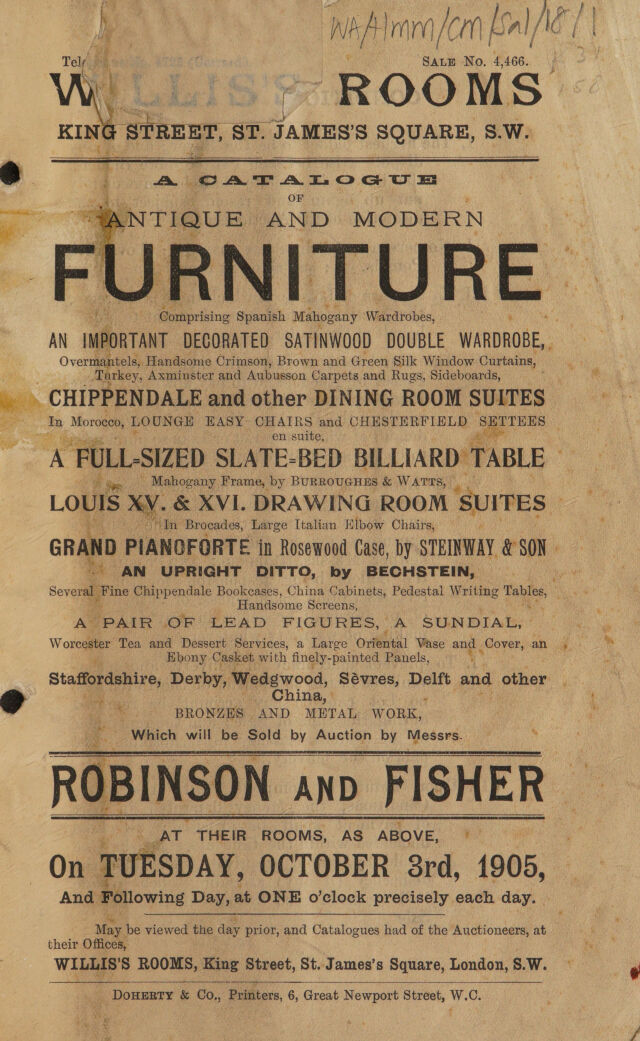 WA/Hmm/cm/Sal/18/1
SALE No. 4,466.
WILLIS'S ROOMS
KING STREET, ST. JAMES'S SQUARE, S.W.
A CATALOGUE
OF
ANTIQUE AND MODERN
FURNITURE
Comprising Spanish Mahogany Wardrobes,
AN IMPORTANT DECORATED SATINWOOD DOUBLE WARDROBE,
Overmantels, Handsome Crimson, Brown and Green Silk Window Curtains,
Turkey, Axminster and Aubusson Carpets and Rugs, Sideboards,
CHIPPENDALE and other DINING ROOM SUITES
In Morocco, LOUNGE EASY CHAIRS and CHESTERFIELD SETTEES
en suite,
A FULL-SIZED SLATE-BED BILLIARD TABLE
Mahogany Frame, by BURROUGHES & WATTS,
LOUIS XV. & XVI. DRAWING ROOM SUITES
In Brocades, Large Italian Elbow Chairs,
GRAND PIANOFORTE in Rosewood Case, by STEINWAY & SON
AN UPRIGHT DITTO, by BECHSTEIN,
Several Fine Chippendale Bookcases, China Cabinets, Pedestal Writing Tables,
Handsome Screens,
A PAIR OF LEAD FIGURES, A SUNDIAL,
Worcester Tea and Dessert Services, a Large Oriental Vase and Cover, an
Ebony Casket with finely-painted Panels,
Staffordshire, Derby, Wedgwood, Sèvres, Delft and other
China,
BRONZES AND METAL WORK,
Which will be Sold by Auction by Messrs.
ROBINSON AND FISHER
AT THEIR ROOMS, AS ABOVE,
On TUESDAY, OCTOBER 3rd, 1905,
And Following Day, at ONE o'clock precisely each day.
May be viewed the day prior, and Catalogues had of the Auctioneers, at
their Offices,
WILLIS'S ROOMS, King Street, St. James's Square, London, S.W.
DOHERTY & Co., Printers, 6, Great Newport Street, W.C.